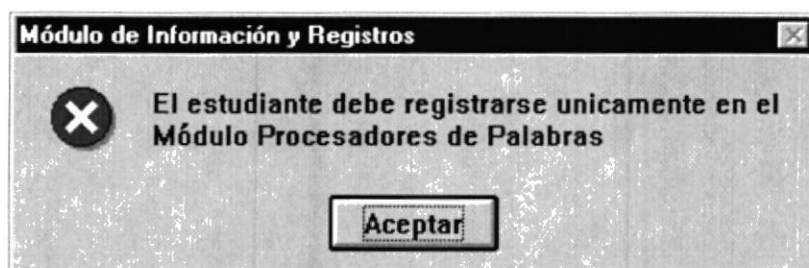 Módulo de Información y Registros
El estudiante debe registrarse unicamente en el
Módulo Procesadores de Palabras
Aceptar